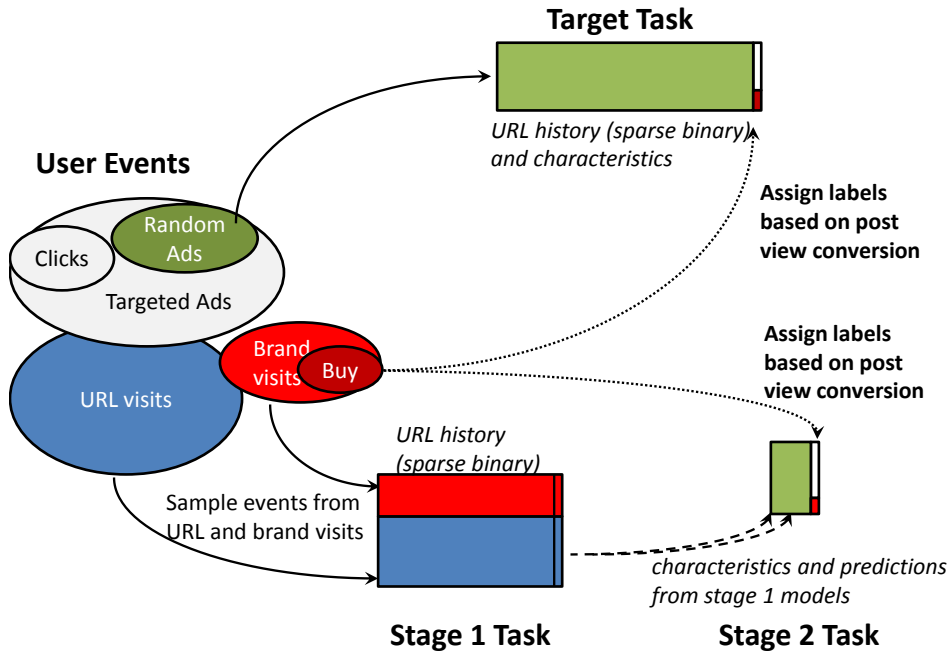 Target Task
URL history (sparse binary)
and characteristics
User Events
Random
Ads
Clicks
Targeted Ads
Assign labels
based on post
view conversion
Brand
visits
Buy
URL visits
Assign labels
based on post
view conversion
URL history
(sparse binary)
Sample events from
URL and brand visits
characteristics and predictions
from stage 1 models
Stage 1 Task
Stage 2 Task